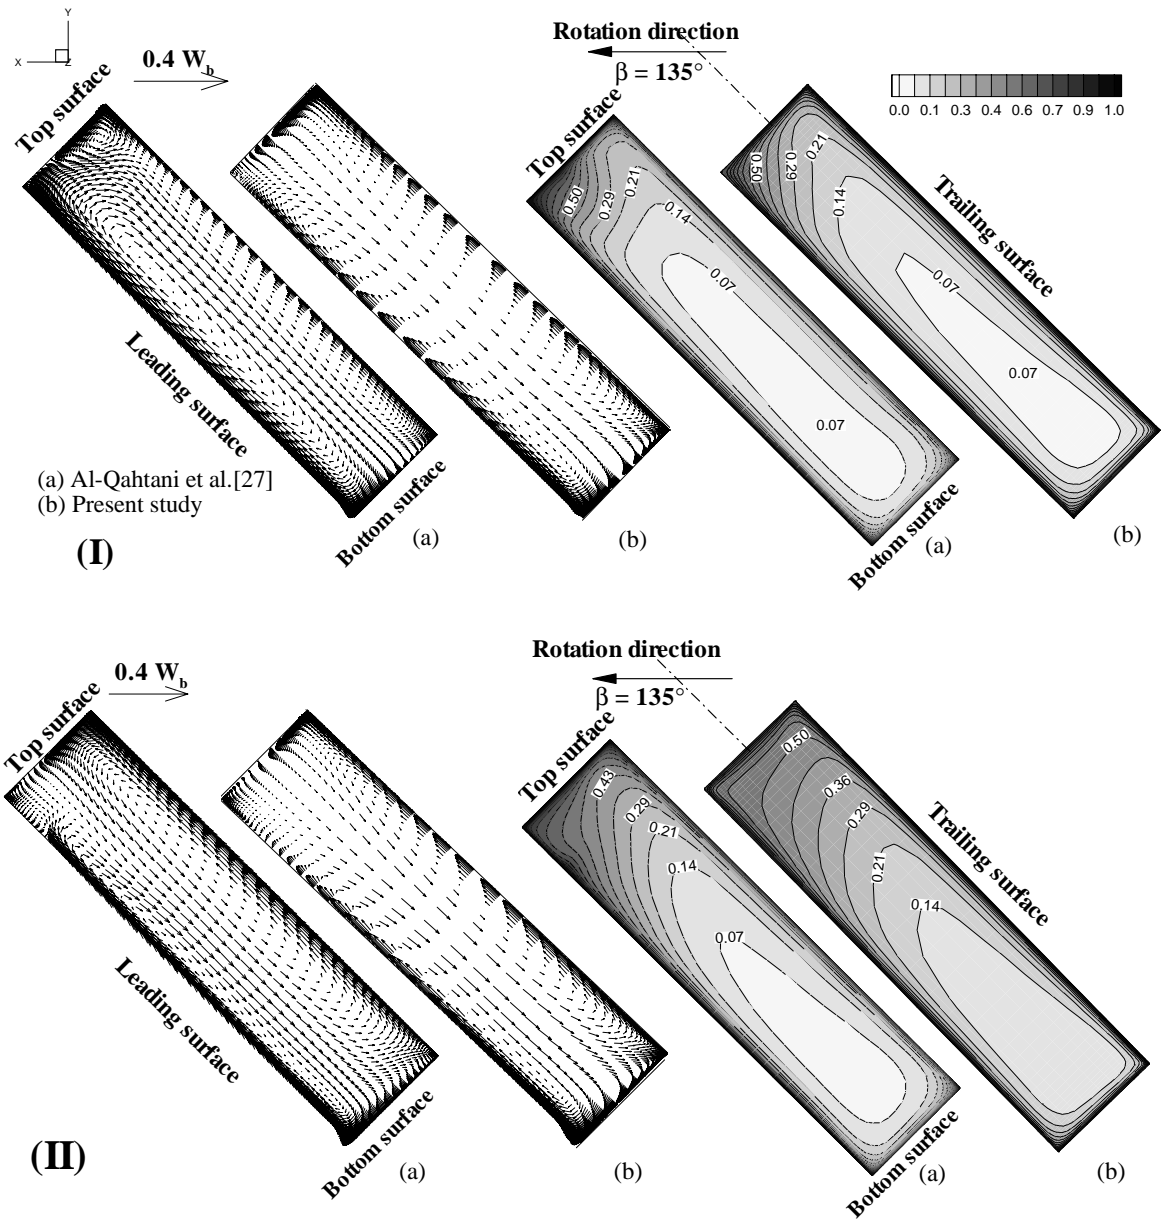 Y
X
Z
0.4 W_b
Top surface
Leading surface
Bottom surface
(a) Al-Qahtani et al.[27]
(b) Present study
(I)
(a)
(b)
Rotation direction
β = 135°
0.0 0.1 0.3 0.4 0.6 0.7 0.9 1.0
Top surface
Trailing surface
Bottom surface
0.50
0.29
0.21
0.14
0.07
0.07
(a)
0.50
0.29
0.21
0.14
0.07
0.07
(b)
0.4 W_b
Top surface
Leading surface
Bottom surface
(II)
(a)
(b)
Rotation direction
β = 135°
Top surface
Trailing surface
Bottom surface
0.43
0.29
0.21
0.14
0.07
(a)
0.50
0.36
0.29
0.21
0.14
(b)